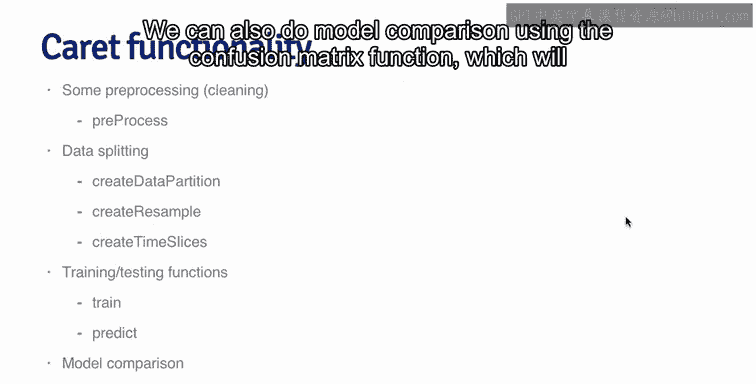 We can also do model comparison using the
confusion matrix function, which will
Caret functionality
· Some preprocessing (cleaning)
- preProcess
· Data splitting
- createDataPartition
- createResample
- createTimeSlices
· Training/testing functions
- train
- predict
· Model comparison